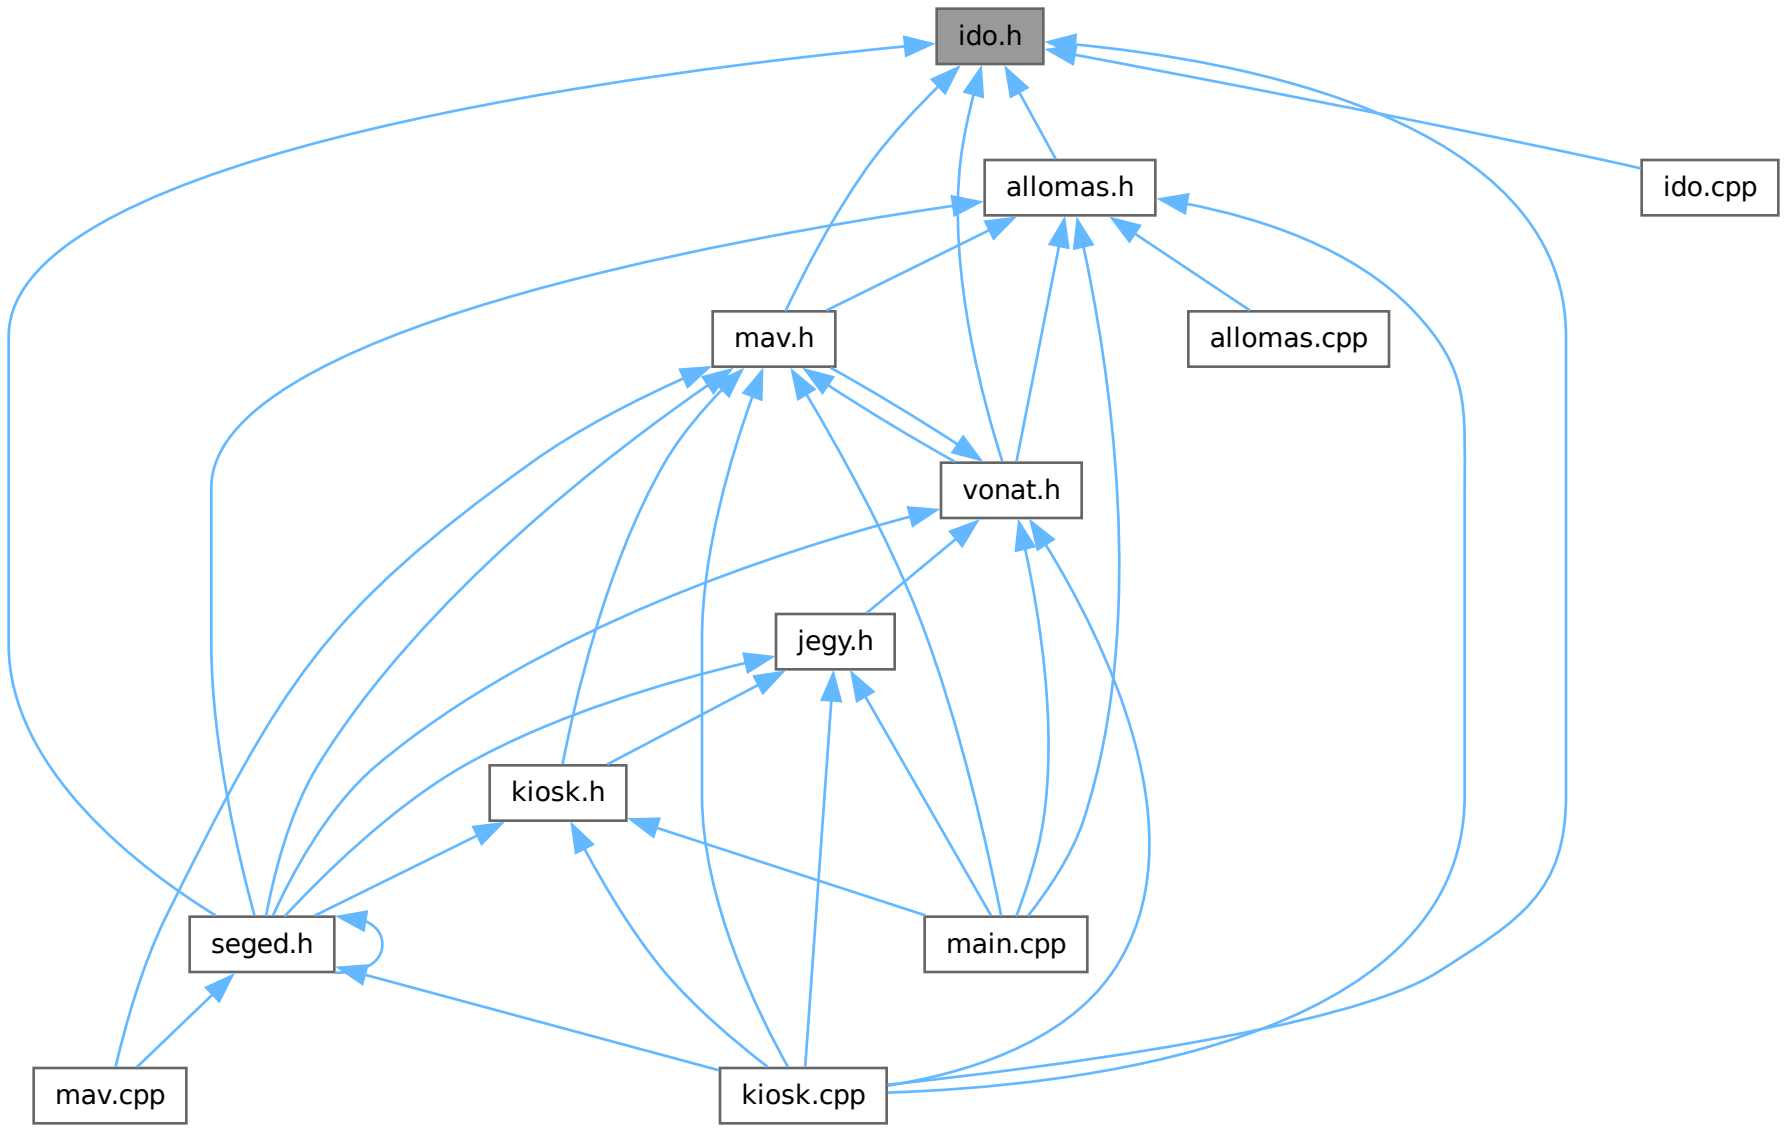 ido.h
allomas.h
ido.cpp
mav.h
allomas.cpp
vonat.h
jegy.h
kiosk.h
seged.h
main.cpp
mav.cpp
kiosk.cpp